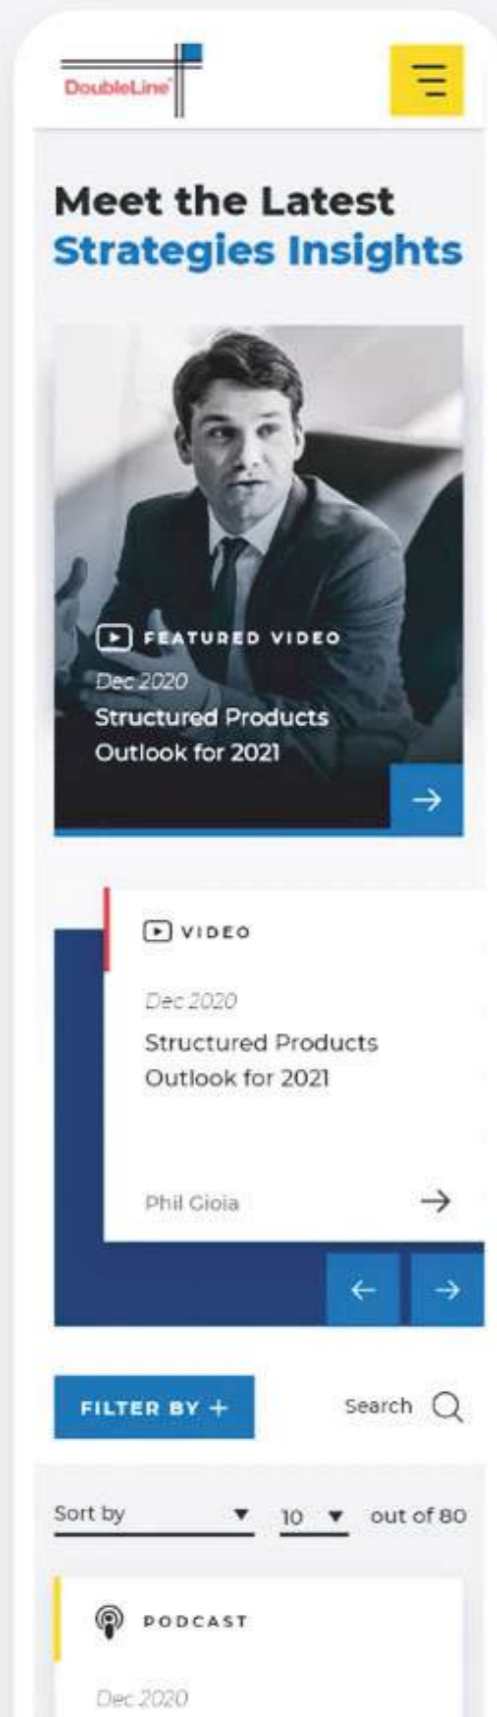 DoubleLine®
Meet the Latest
Strategies Insights
FEATURED VIDEO
Dec 2020
Structured Products
Outlook for 2021
VIDEO
Dec 2020
Structured Products
Outlook for 2021
Phil Gioia
FILTER BY +
Search
Sort by 10 out of 80
PODCAST
Dec 2020